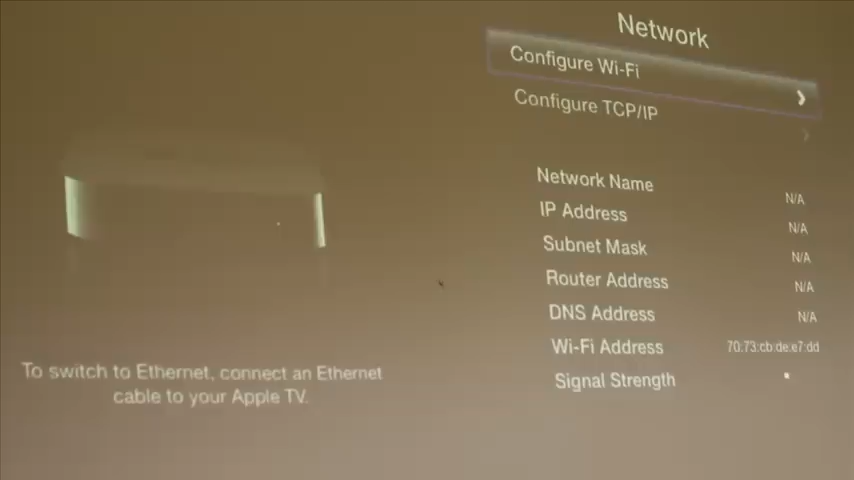 Network
Configure Wi-Fi
Configure TCP/IP
Network Name N/A
IP Address N/A
Subnet Mask N/A
Router Address N/A
DNS Address N/A
Wi-Fi Address 70:73:cb:de:e7:dd
Signal Strength
To switch to Ethernet, connect an Ethernet
cable to your Apple TV.